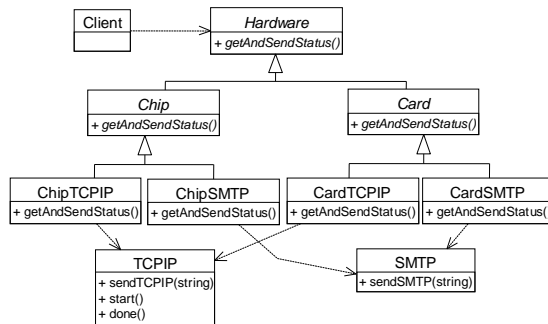 Client
Hardware
+ getAndSendStatus()
Chip
+ getAndSendStatus()
Card
+ getAndSendStatus()
ChipTCPIP
+ getAndSendStatus()
ChipSMTP
+ getAndSendStatus()
CardTCPIP
+ getAndSendStatus()
CardSMTP
+ getAndSendStatus()
TCPIP
+ sendTCPIP(string)
+ start()
+ done()
SMTP
+ sendSMTP(string)